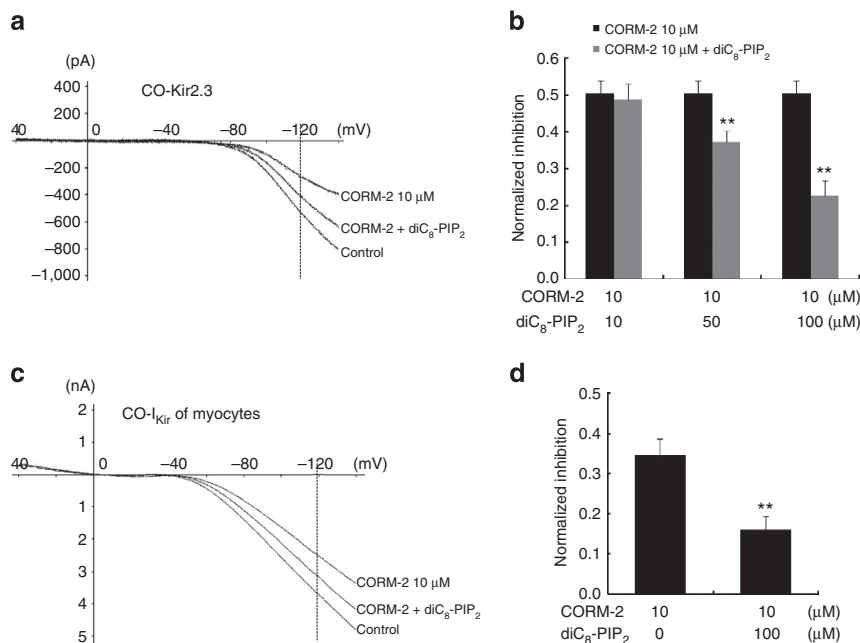 a
(pA)
400
200
CO-Kir2.3
40 0 −40 −80 −120 (mV)
−200
−400
−600
−800
−1,000
CORM-2 10 μM
CORM-2 + diC₈-PIP₂
Control
b
CORM-2 10 μM
CORM-2 10 μM + diC₈-PIP₂
Normalized inhibition
0.6
0.5
0.4
0.3
0.2
0.1
0.0
**
**
CORM-2 10 10 10 (μM)
diC₈-PIP₂ 10 50 100 (μM)
c
(nA)
2
1
CO-I_Kir of myocytes
40 0 −40 −80 −120 (mV)
1
2
3
4
5
CORM-2 10 μM
CORM-2 + diC₈-PIP₂
Control
d
Normalized inhibition
0.5
0.4
0.3
0.2
0.1
0.0
**
CORM-2 10 10 (μM)
diC₈-PIP₂ 0 100 (μM)